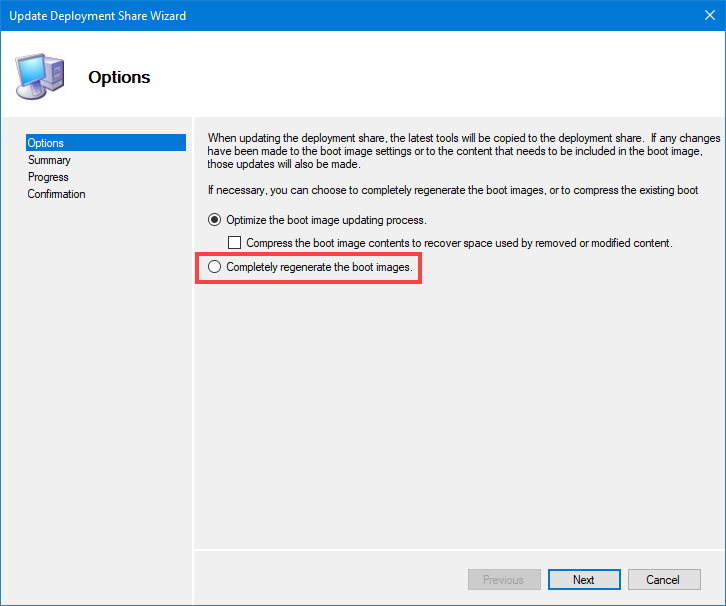 Update Deployment Share Wizard
Options
Options
Summary
Progress
Confirmation
When updating the deployment share, the latest tools will be copied to the deployment share.  If any changes
have been made to the boot image settings or to the content that needs to be included in the boot image,
those updates will also be made.
If necessary, you can choose to completely regenerate the boot images, or to compress the existing boot
Optimize the boot image updating process.
Compress the boot image contents to recover space used by removed or modified content.
Completely regenerate the boot images.
Previous
Next
Cancel